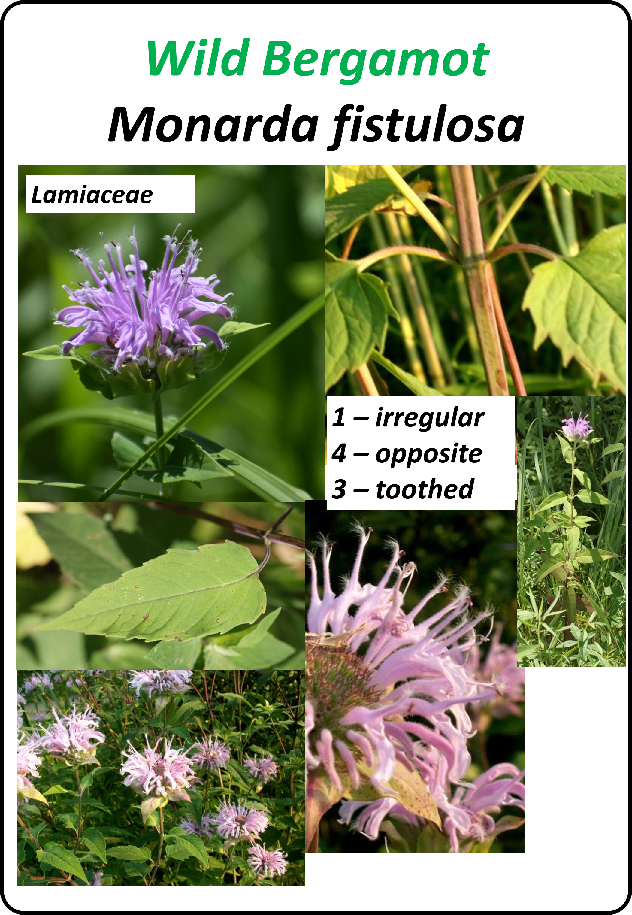 Wild Bergamot
Monarda fistulosa
Lamiaceae
1 – irregular
4 – opposite
3 – toothed